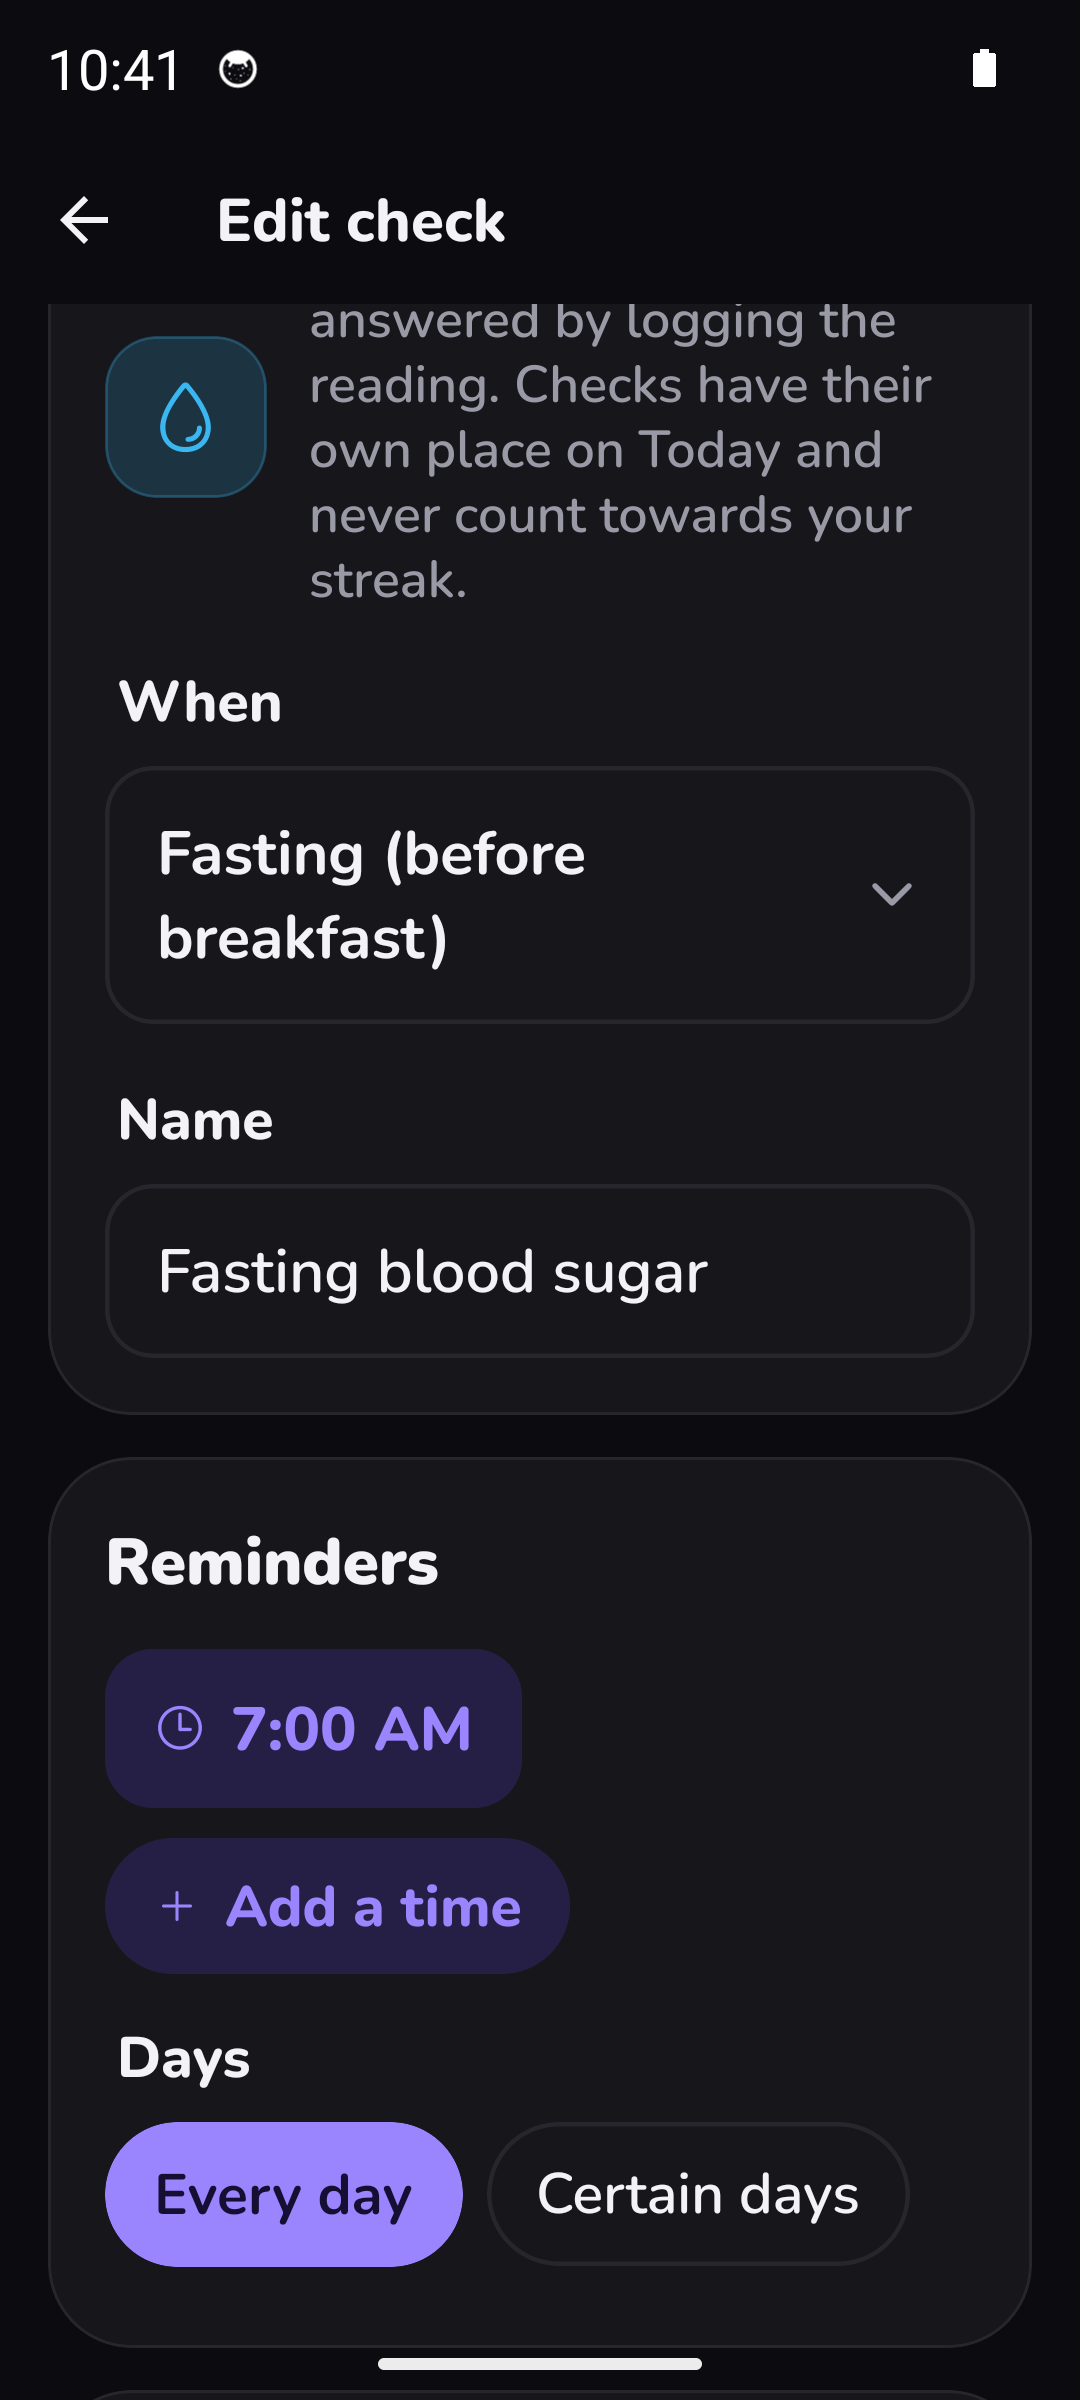 10:41
Edit check
answered by logging the
reading. Checks have their
own place on Today and
never count towards your
streak.
When
Fasting (before
breakfast)
Name
Fasting blood sugar
Reminders
7:00 AM
+ Add a time
Days
Every day
Certain days